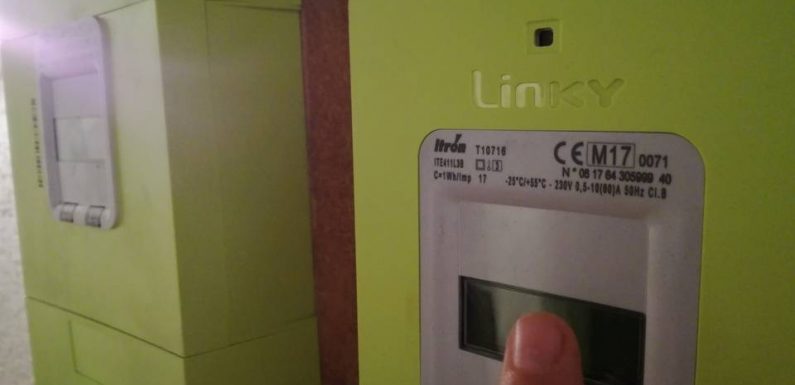 LinKY
Itron T10716
CE M17 0071
ITE411L3B
N° 06 17 64 305999 40
C=1Wh/Imp 17 -25°C/+55°C - 230V 0,5-10(60)A 50Hz Cl.B